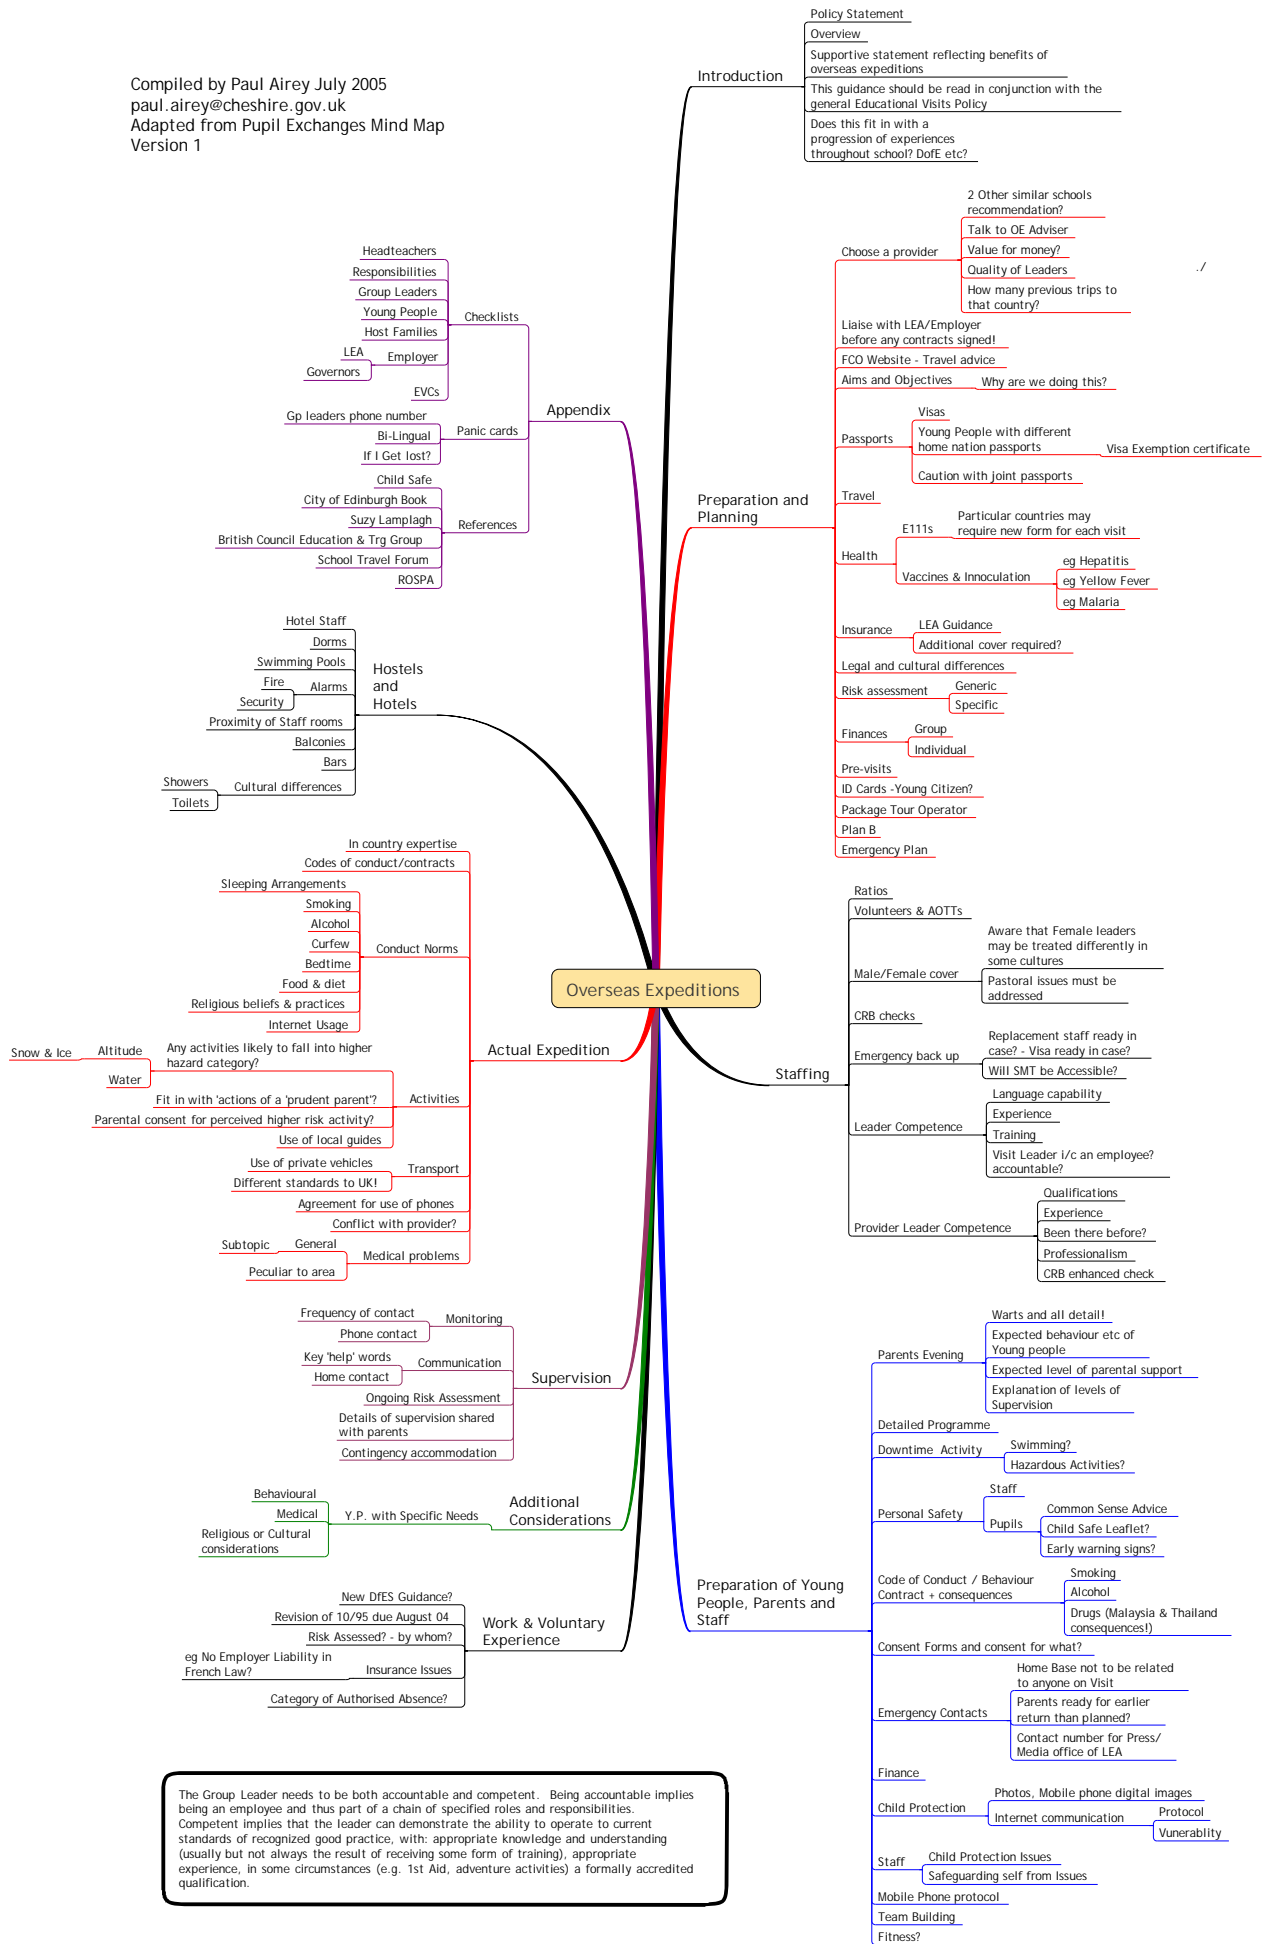 Compiled by Paul Airey July 2005
paul.airey@cheshire.gov.uk
Adapted from Pupil Exchanges Mind Map
Version 1
Overseas Expeditions
Introduction
Policy Statement
Overview
Supportive statement reflecting benefits of
overseas expeditions
This guidance should be read in conjunction with the
general Educational Visits Policy
Does this fit in with a
progression of experiences
throughout school? DofE etc?
Preparation and
Planning
Choose a provider
2 Other similar schools
recommendation?
Talk to OE Adviser
Value for money?
Quality of Leaders
How many previous trips to
that country?
./
Liaise with LEA/Employer
before any contracts signed!
FCO Website - Travel advice
Aims and Objectives
Why are we doing this?
Passports
Visas
Young People with different
home nation passports
Visa Exemption certificate
Caution with joint passports
Travel
Health
E111s
Particular countries may
require new form for each visit
Vaccines & Innoculation
eg Hepatitis
eg Yellow Fever
eg Malaria
Insurance
LEA Guidance
Additional cover required?
Legal and cultural differences
Risk assessment
Generic
Specific
Finances
Group
Individual
Pre-visits
ID Cards -Young Citizen?
Package Tour Operator
Plan B
Emergency Plan
Staffing
Ratios
Volunteers & AOTTs
Male/Female cover
Aware that Female leaders
may be treated differently in
some cultures
Pastoral issues must be
addressed
CRB checks
Emergency back up
Replacement staff ready in
case? - Visa ready in case?
Will SMT be Accessible?
Leader Competence
Language capability
Experience
Training
Visit Leader i/c an employee?
accountable?
Provider Leader Competence
Qualifications
Experience
Been there before?
Professionalism
CRB enhanced check
Preparation of Young
People, Parents and
Staff
Parents Evening
Warts and all detail!
Expected behaviour etc of
Young people
Expected level of parental support
Explanation of levels of
Supervision
Detailed Programme
Downtime  Activity
Swimming?
Hazardous Activities?
Personal Safety
Staff
Pupils
Common Sense Advice
Child Safe Leaflet?
Early warning signs?
Code of Conduct / Behaviour
Contract + consequences
Smoking
Alcohol
Drugs (Malaysia & Thailand
consequences!)
Consent Forms and consent for what?
Emergency Contacts
Home Base not to be related
to anyone on Visit
Parents ready for earlier
return than planned?
Contact number for Press/
Media office of LEA
Finance
Child Protection
Photos, Mobile phone digital images
Internet communication
Protocol
Vunerablity
Staff
Child Protection Issues
Safeguarding self from Issues
Mobile Phone protocol
Team Building
Fitness?
Appendix
Checklists
Headteachers
Responsibilities
Group Leaders
Young People
Host Families
Employer
LEA
Governors
EVCs
Panic cards
Gp leaders phone number
Bi-Lingual
If I Get lost?
References
Child Safe
City of Edinburgh Book
Suzy Lamplagh
British Council Education & Trg Group
School Travel Forum
ROSPA
Hostels
and
Hotels
Hotel Staff
Dorms
Swimming Pools
Alarms
Fire
Security
Proximity of Staff rooms
Balconies
Bars
Cultural differences
Showers
Toilets
Actual Expedition
In country expertise
Codes of conduct/contracts
Conduct Norms
Sleeping Arrangements
Smoking
Alcohol
Curfew
Bedtime
Food & diet
Religious beliefs & practices
Internet Usage
Activities
Any activities likely to fall into higher
hazard category?
Altitude
Snow & Ice
Water
Fit in with 'actions of a 'prudent parent'?
Parental consent for perceived higher risk activity?
Use of local guides
Transport
Use of private vehicles
Different standards to UK!
Agreement for use of phones
Conflict with provider?
Medical problems
General
Subtopic
Peculiar to area
Supervision
Monitoring
Frequency of contact
Phone contact
Communication
Key 'help' words
Home contact
Ongoing Risk Assessment
Details of supervision shared
with parents
Contingency accommodation
Additional
Considerations
Y.P. with Specific Needs
Behavioural
Medical
Religious or Cultural
considerations
Work & Voluntary
Experience
New DfES Guidance?
Revision of 10/95 due August 04
Risk Assessed? - by whom?
Insurance Issues
eg No Employer Liability in
French Law?
Category of Authorised Absence?
The Group Leader needs to be both accountable and competent.  Being accountable implies
being an employee and thus part of a chain of specified roles and responsibilities.
Competent implies that the leader can demonstrate the ability to operate to current
standards of recognized good practice, with: appropriate knowledge and understanding
(usually but not always the result of receiving some form of training), appropriate
experience, in some circumstances (e.g. 1st Aid, adventure activities) a formally accredited
qualification.